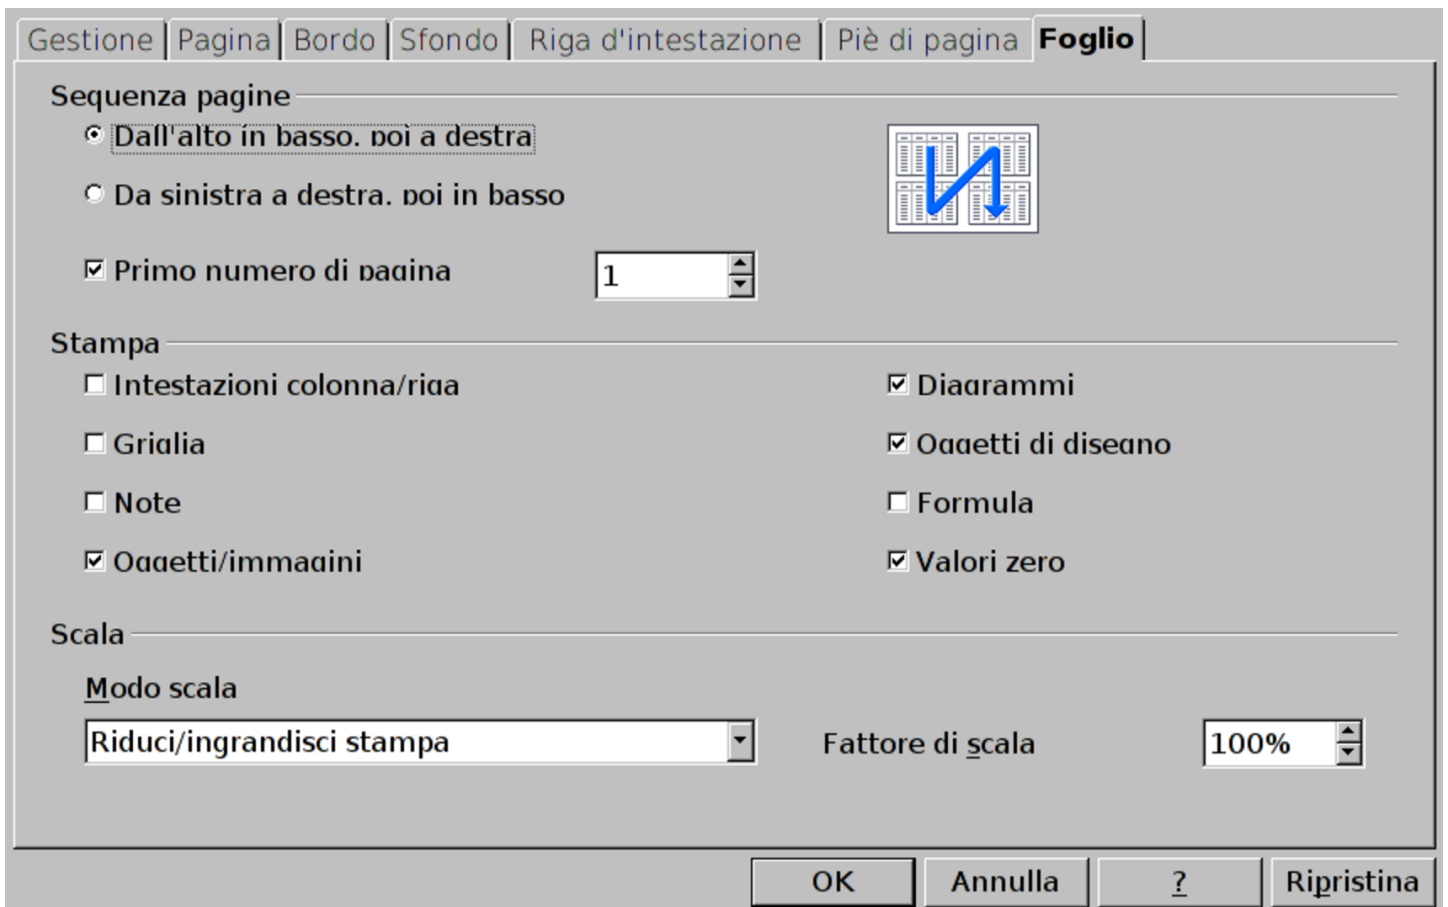 Gestione Pagina Bordo Sfondo Riga d'intestazione Piè di pagina Foglio
Sequenza pagine
Dall'alto in basso, poi a destra
Da sinistra a destra, poi in basso
Primo numero di pagina 1
Stampa
Intestazioni colonna/riga Diagrammi
Griglia Oggetti di disegno
Note Formula
Oggetti/immagini Valori zero
Scala
Modo scala
Riduci/ingrandisci stampa Fattore di scala 100%
OK Annulla ? Ripristina